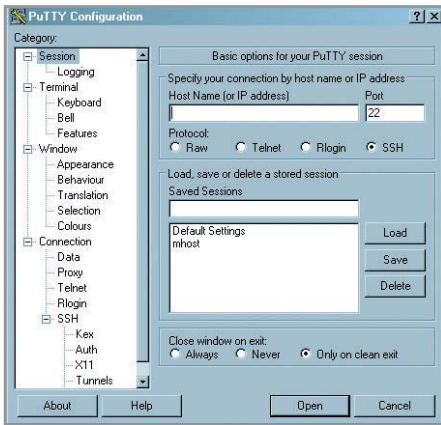 PuTTY Configuration
Category:
Session
Logging
Terminal
Keyboard
Bell
Features
Window
Appearance
Behaviour
Translation
Selection
Colours
Connection
Data
Proxy
Telnet
Rlogin
SSH
Kex
Auth
X11
Tunnels
Basic options for your PuTTY session
Specify your connection by host name or IP address
Host Name (or IP address) Port
22
Protocol:
Raw Telnet Rlogin SSH
Load, save or delete a stored session
Saved Sessions
Default Settings
mhost
Load
Save
Delete
Close window on exit:
Always Never Only on clean exit
About Help Open Cancel